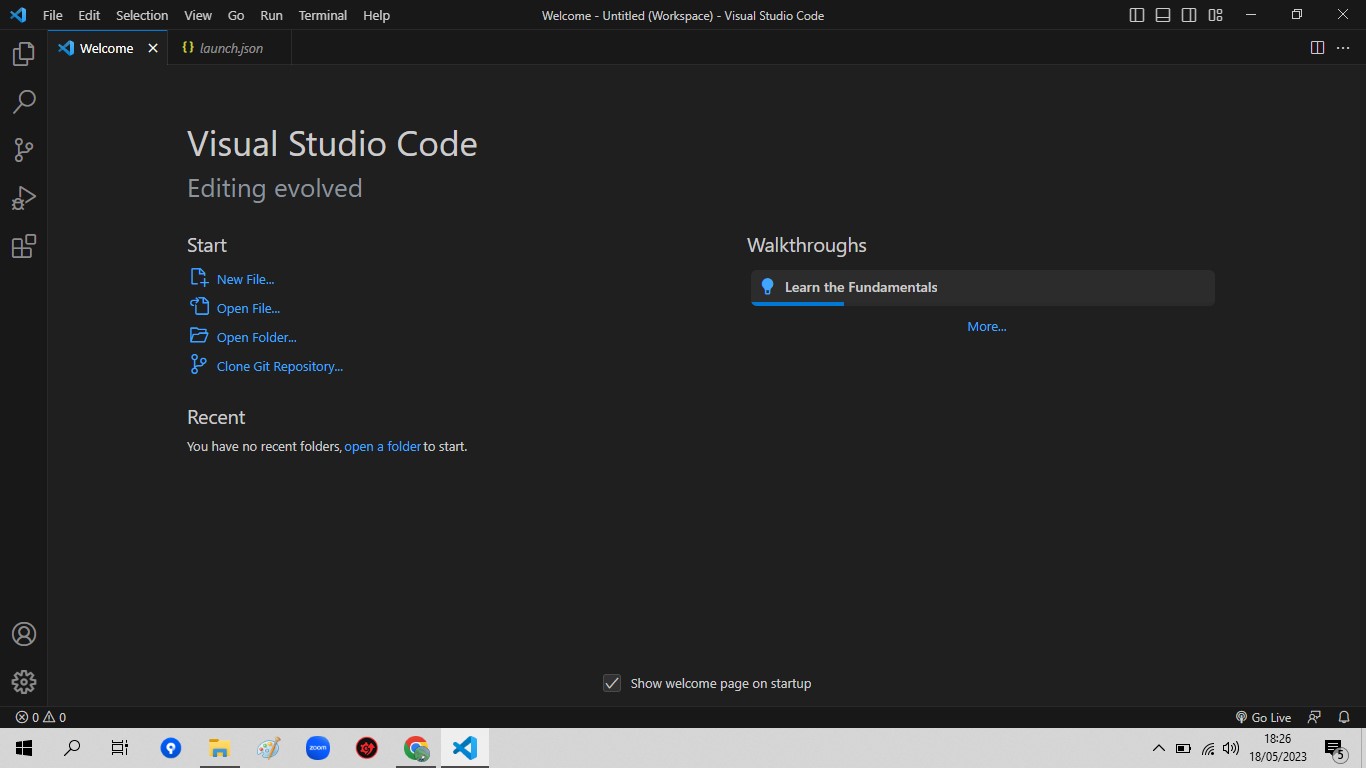 File Edit Selection View Go Run Terminal Help Welcome - Untitled (Workspace) - Visual Studio Code
Welcome launch.json
Visual Studio Code
Editing evolved
Start
New File...
Open File...
Open Folder...
Clone Git Repository...
Recent
You have no recent folders, open a folder to start.
Walkthroughs
Learn the Fundamentals
More...
Show welcome page on startup
0 0 Go Live
zoom
18:26
18/05/2023
5